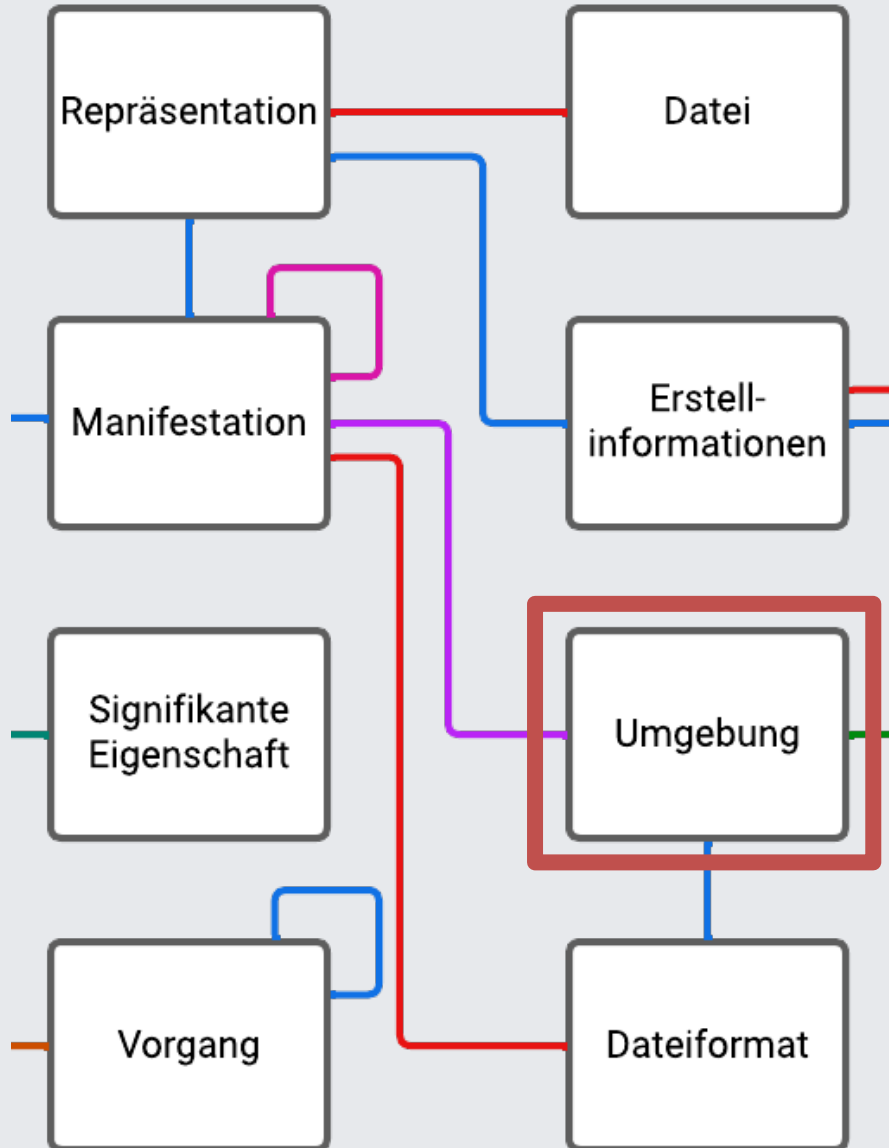 Repräsentation
Datei
Manifestation
Erstell-
informationen
Signifikante
Eigenschaft
Umgebung
Vorgang
Dateiformat